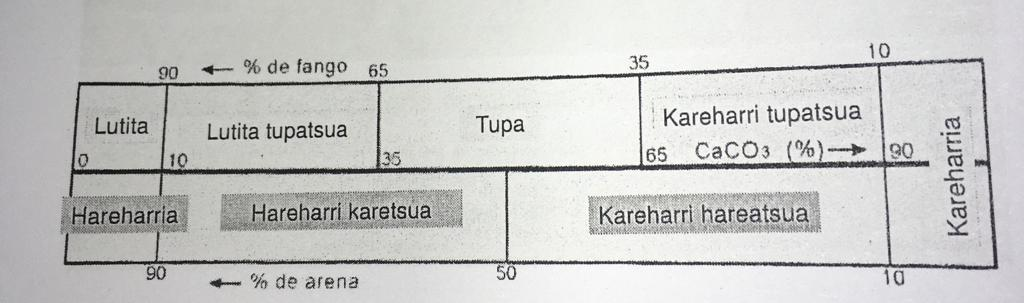 90 ← % de fango 65 35 10
Lutita Lutita tupatsua Tupa Kareharri tupatsua
0 10 35 65 CaCO₃ (%) → 90
Kareharria
Hareharria Hareharri karetsua Kareharri hareatsua
90 ← % de arena 50 10